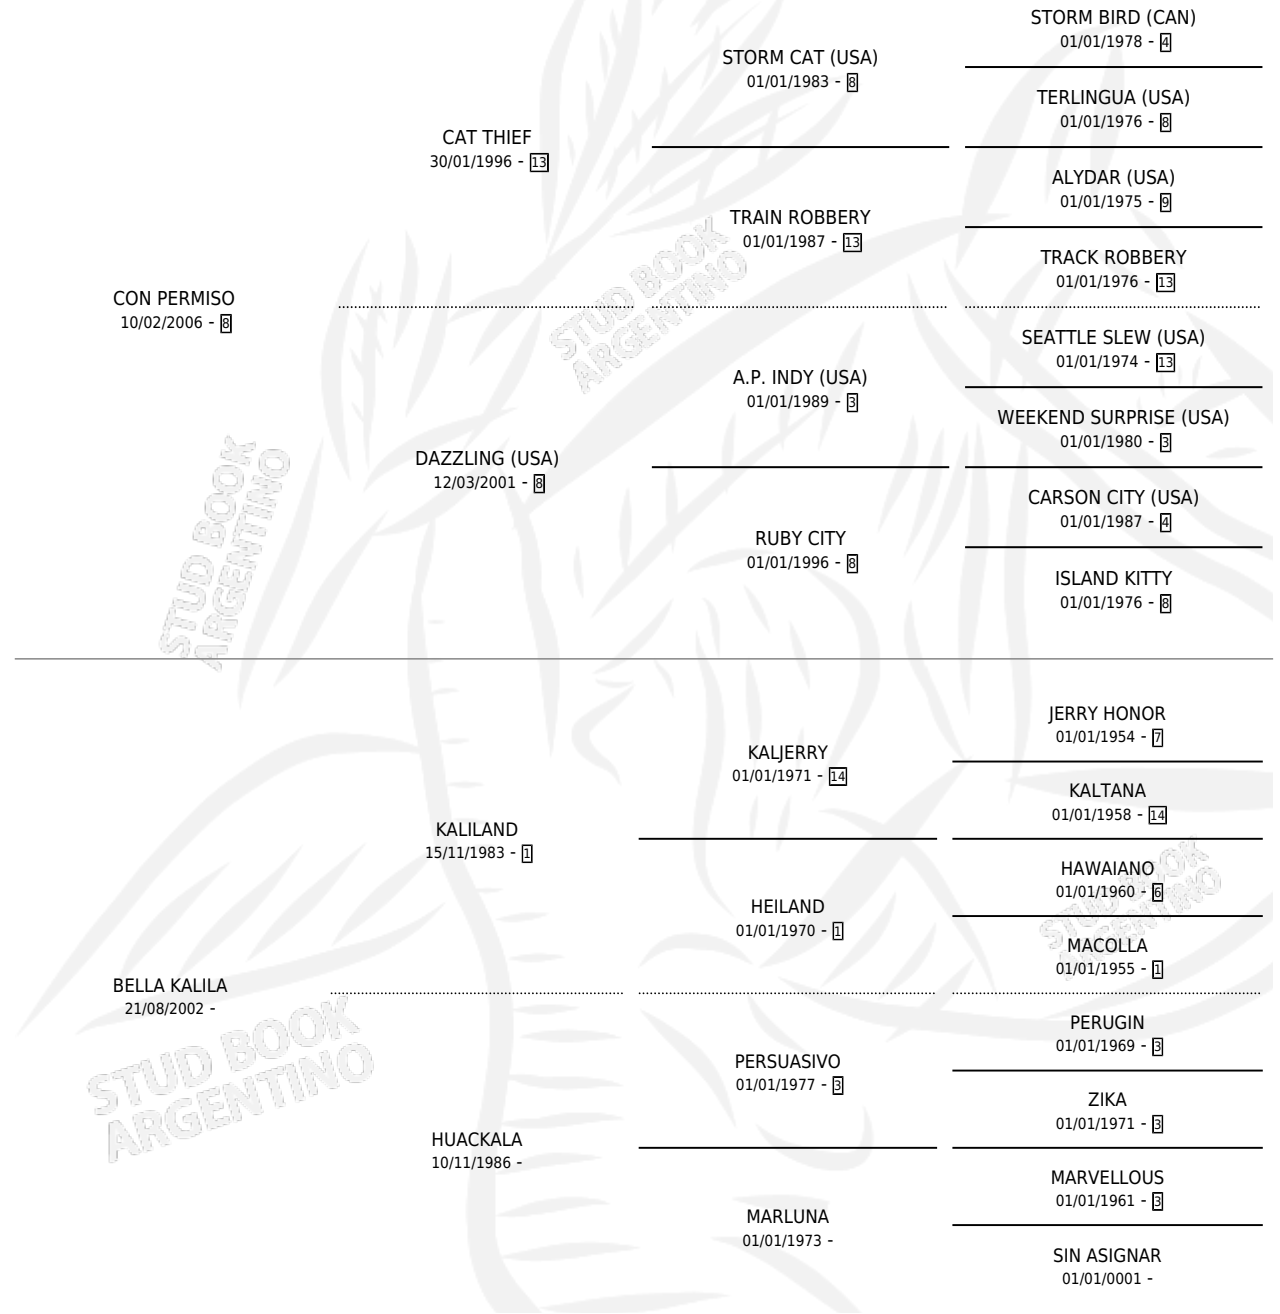 CON PERMISO
10/02/2006 - 8
CAT THIEF
30/01/1996 - 13
STORM CAT (USA)
01/01/1983 - 8
STORM BIRD (CAN)
01/01/1978 - 4
TERLINGUA (USA)
01/01/1976 - 8
TRAIN ROBBERY
01/01/1987 - 13
ALYDAR (USA)
01/01/1975 - 9
TRACK ROBBERY
01/01/1976 - 13
DAZZLING (USA)
12/03/2001 - 8
A.P. INDY (USA)
01/01/1989 - 3
SEATTLE SLEW (USA)
01/01/1974 - 13
WEEKEND SURPRISE (USA)
01/01/1980 - 3
RUBY CITY
01/01/1996 - 8
CARSON CITY (USA)
01/01/1987 - 4
ISLAND KITTY
01/01/1976 - 8
BELLA KALILA
21/08/2002 -
KALILAND
15/11/1983 - 1
KALJERRY
01/01/1971 - 14
JERRY HONOR
01/01/1954 - 7
KALTANA
01/01/1958 - 14
HEILAND
01/01/1970 - 1
HAWAIANO
01/01/1960 - 6
MACOLLA
01/01/1955 - 1
HUACKALA
10/11/1986 -
PERSUASIVO
01/01/1977 - 3
PERUGIN
01/01/1969 - 3
ZIKA
01/01/1971 - 3
MARLUNA
01/01/1973 -
MARVELLOUS
01/01/1961 - 3
SIN ASIGNAR
01/01/0001 -
STUD BOOK
ARGENTINO
STUD BOOK
ARGENTINO
STUD BOOK
ARGENTINO
STUD BOOK
ARGENTINO